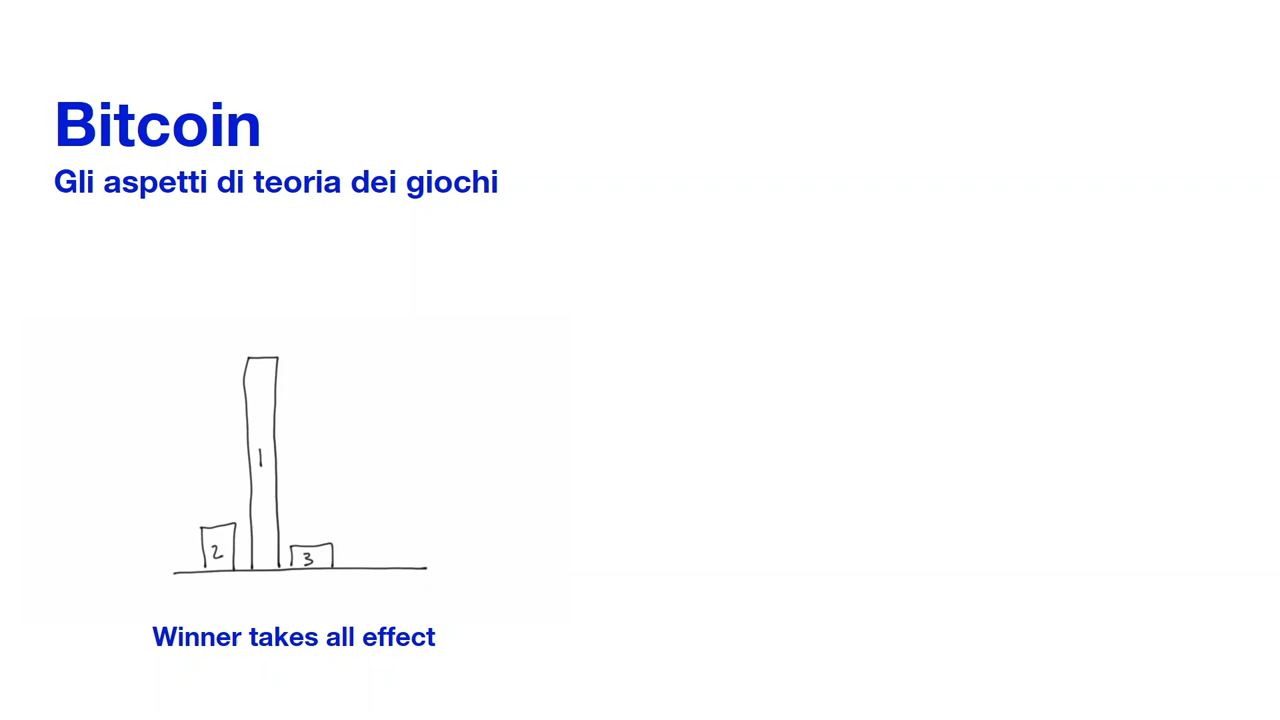 Bitcoin
Gli aspetti di teoria dei giochi
1
2
3
Winner takes all effect